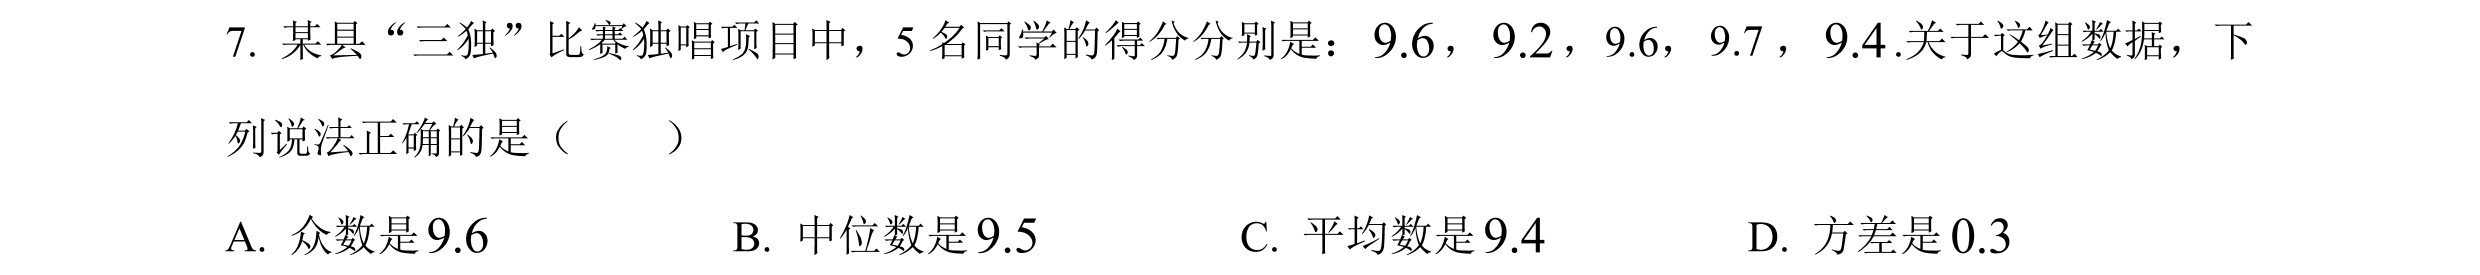 7. 某县“三独”比赛独唱项目中，5 名同学的得分分别是：9.6，9.2，9.6，9.7，9.4.关于这组数据，下
列说法正确的是（　　）
A. 众数是9.6　　B. 中位数是9.5　　C. 平均数是9.4　　D. 方差是0.3